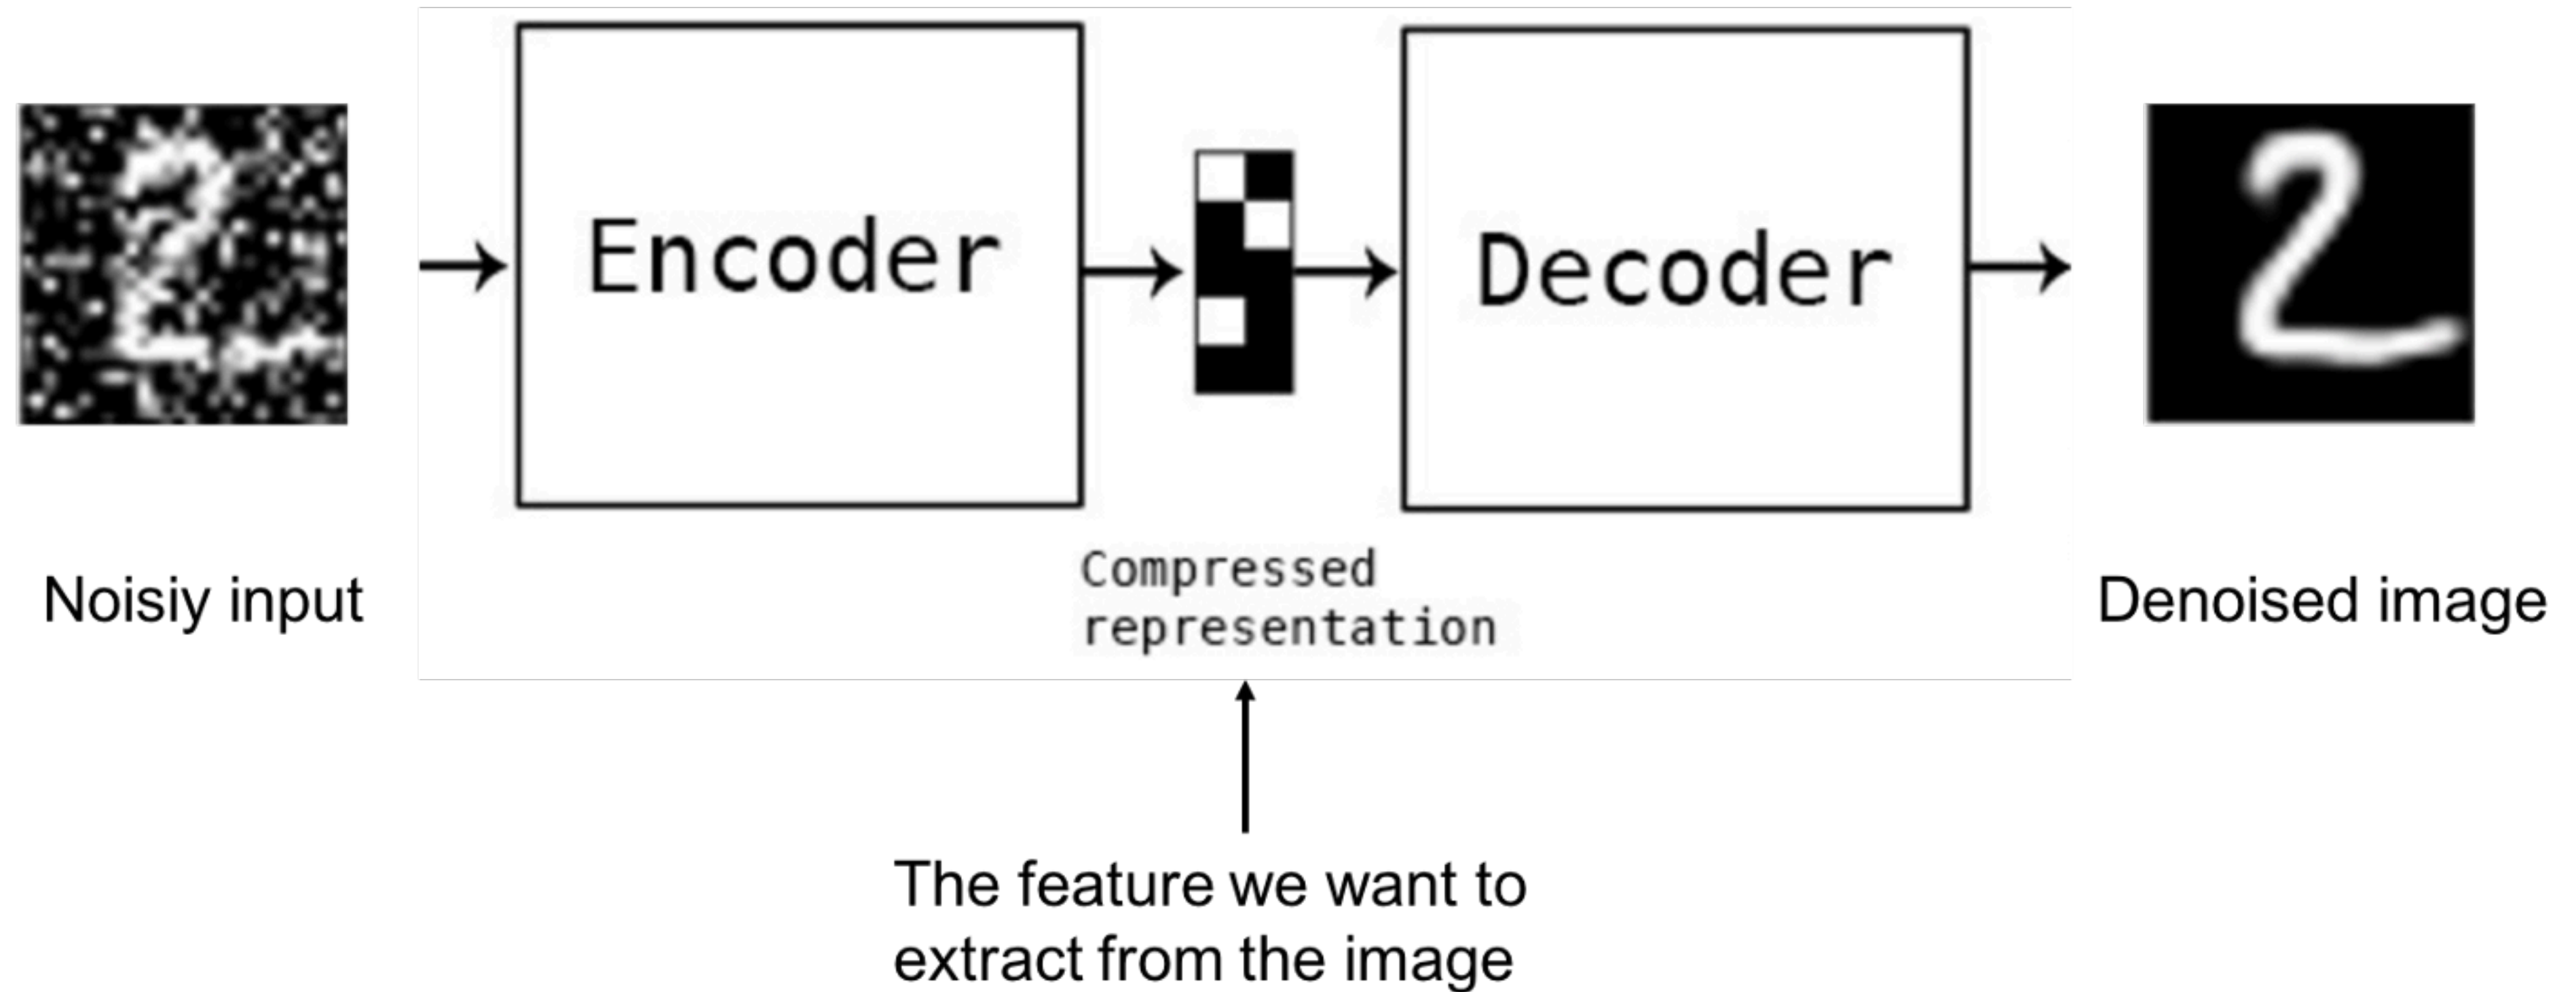 Encoder
Decoder
Compressed
representation
Noisiy input
Denoised image
The feature we want to
extract from the image